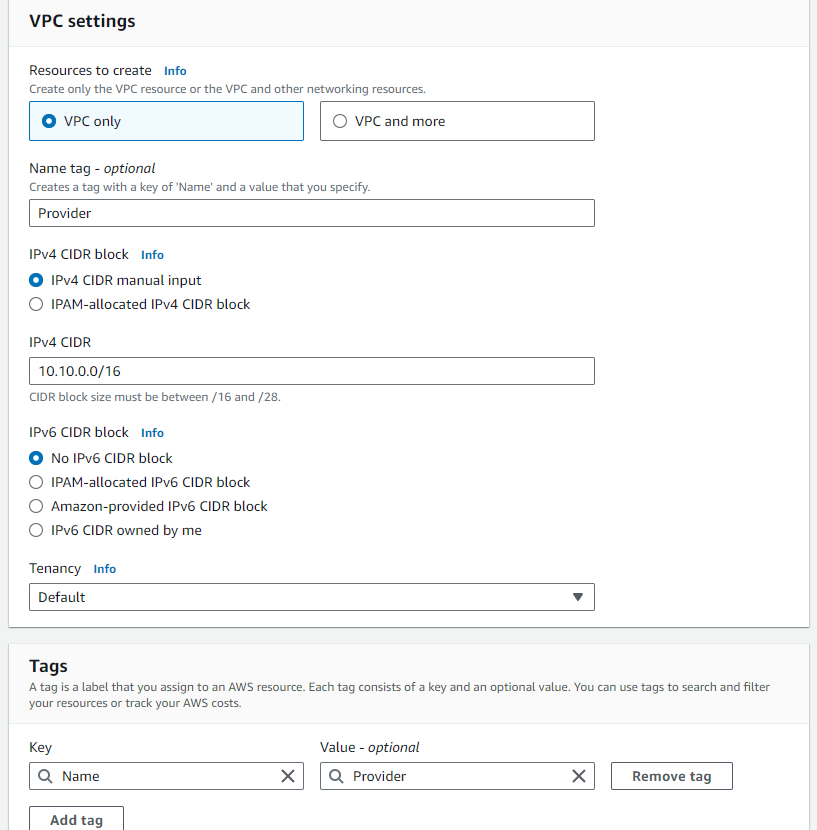 VPC settings
Resources to create Info
Create only the VPC resource or the VPC and other networking resources.
VPC only VPC and more
Name tag - optional
Creates a tag with a key of 'Name' and a value that you specify.
Provider
IPv4 CIDR block Info
IPv4 CIDR manual input
IPAM-allocated IPv4 CIDR block
IPv4 CIDR
10.10.0.0/16
CIDR block size must be between /16 and /28.
IPv6 CIDR block Info
No IPv6 CIDR block
IPAM-allocated IPv6 CIDR block
Amazon-provided IPv6 CIDR block
IPv6 CIDR owned by me
Tenancy Info
Default
Tags
A tag is a label that you assign to an AWS resource. Each tag consists of a key and an optional value. You can use tags to search and filter
your resources or track your AWS costs.
Key Value - optional
Name Provider Remove tag
Add tag